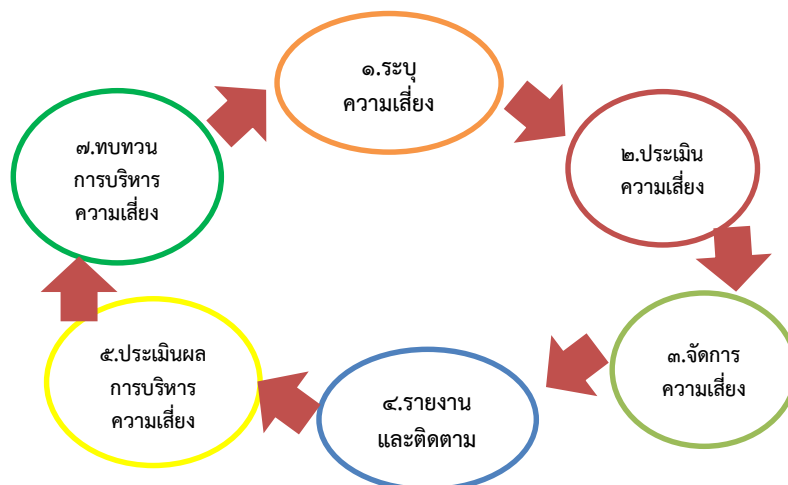 ๑.ระบุ
ความเสี่ยง
๒.ประเมิน
ความเสี่ยง
๓.จัดการ
ความเสี่ยง
๔.รายงาน
และติดตาม
๕.ประเมินผล
การบริหาร
ความเสี่ยง
๗.ทบทวน
การบริหาร
ความเสี่ยง